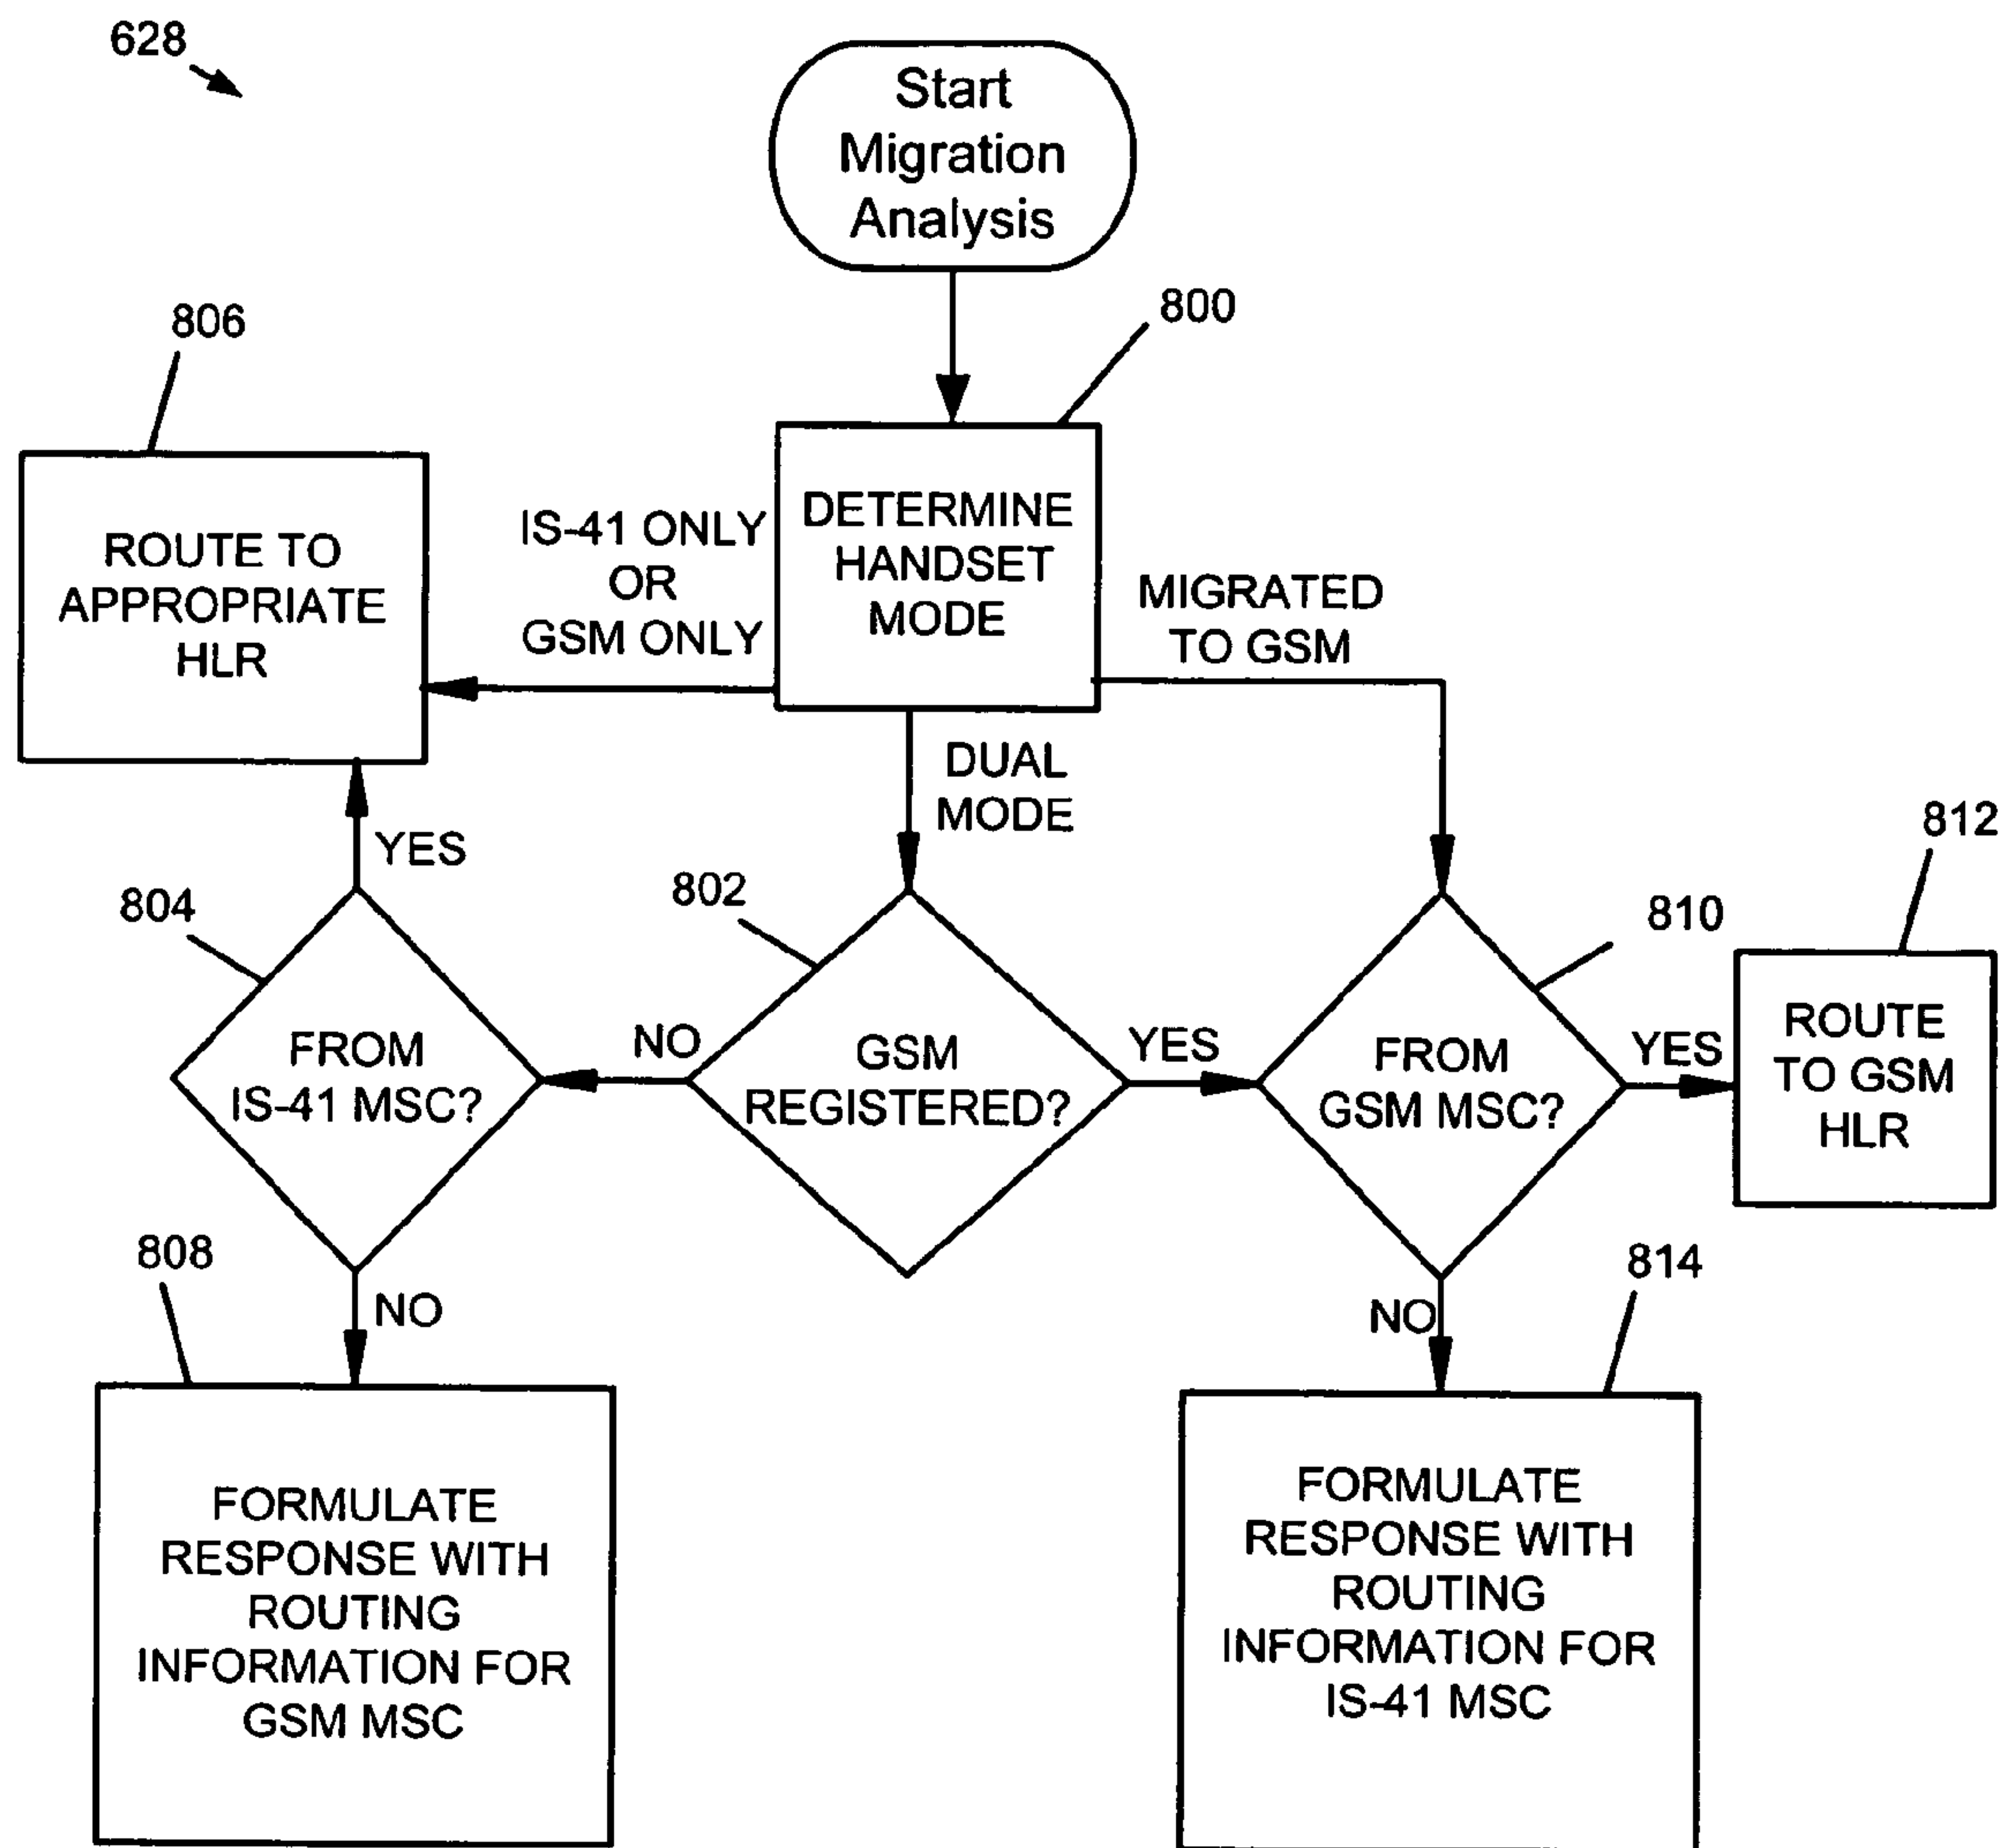 628
Start
Migration
Analysis
800
806
DETERMINE
HANDSET
MODE
IS-41 ONLY
OR
GSM ONLY
ROUTE TO
APPROPRIATE
HLR
MIGRATED
TO GSM
DUAL
MODE
YES
812
804
802
810
FROM
IS-41 MSC?
NO
GSM
REGISTERED?
YES
FROM
GSM MSC?
YES
ROUTE
TO GSM
HLR
808
NO
814
NO
FORMULATE
RESPONSE WITH
ROUTING
INFORMATION FOR
GSM MSC
FORMULATE
RESPONSE WITH
ROUTING
INFORMATION FOR
IS-41 MSC